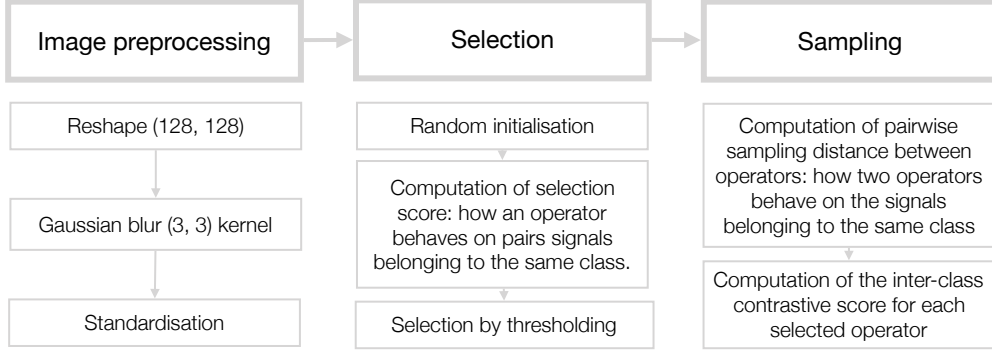 Image preprocessing
Reshape (128, 128)
Gaussian blur (3, 3) kernel
Standardisation
Selection
Random initialisation
Computation of selection
score: how an operator
behaves on pairs signals
belonging to the same class.
Selection by thresholding
Sampling
Computation of pairwise
sampling distance between
operators: how two operators
behave on the signals
belonging to the same class
Computation of the inter-class
contrastive score for each
selected operator